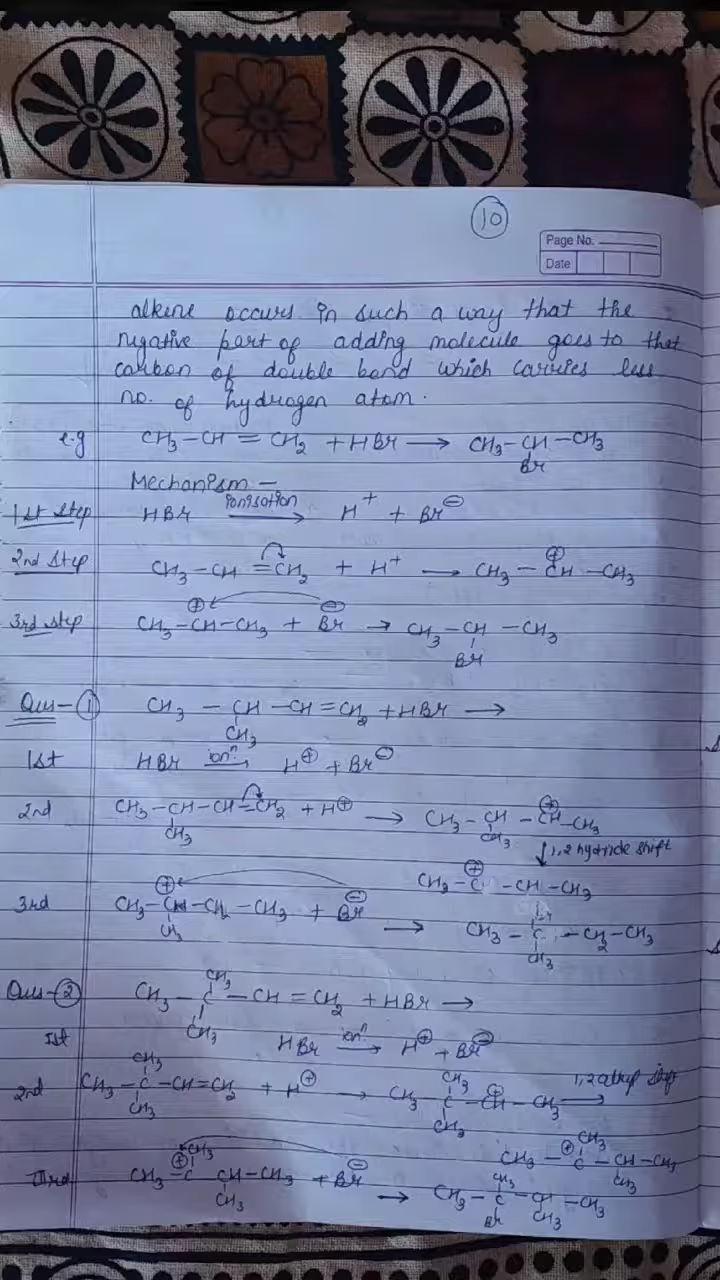 10
Page No.
Date
alkene occurs in such a way that the
negative part of adding molecule goes to that
carbon of double bond which carries less
no. of hydrogen atom.
e.g CH3-CH=CH2 + HBr → CH3-CH-CH3
Br
Mechanism -
1st step HBr ionisation → H+ + Br⊖
2nd step CH3-CH=CH2 + H+ → CH3-CH-CH3
⊕
3rd step CH3-CH-CH3 + Br → CH3-CH-CH3
⊕ ⊖
Br
Ques-① CH3-CH-CH=CH2 + HBr →
CH3
1st HBr ionn → H⊕ + Br⊖
2nd CH3-CH-CH=CH2 + H⊕ → CH3-CH-CH-CH3
CH3 CH3 ⊕
↓ 1,2 hydride shift
CH3-C-CH-CH3
⊕
3rd CH3-CH-CH2-CH3 + Br → CH3-C-CH2-CH3
⊕ ⊖
CH3 CH3
Ques-② CH3-C-CH=CH2 + HBr →
CH3
CH3
Ist HBr ionn → H⊕ + Br⊖
2nd CH3-C-CH=CH2 + H⊕ → CH3-C-CH-CH3 1,2 alkyl shift →
CH3 CH3 ⊕
CH3 CH3
CH3-C-CH-CH3
⊕ CH3
CH3
IIIrd CH3-C-CH-CH3 + Br → CH3-C-CH-CH3
⊕ CH3 ⊖ CH3
CH3 Br CH3